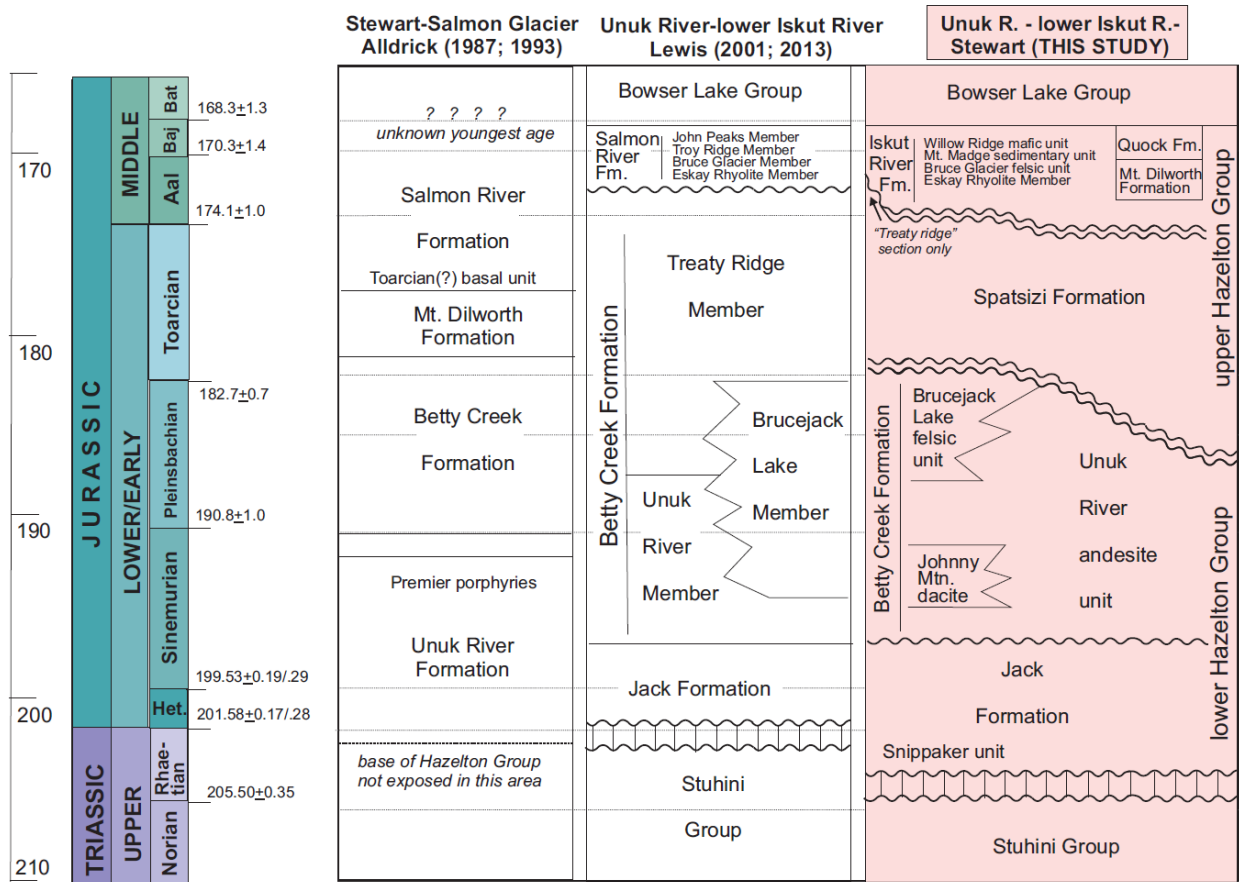 Stewart-Salmon Glacier
Alldrick (1987; 1993)
Unuk River-lower Iskut River
Lewis (2001; 2013)
Unuk R. - lower Iskut R.-
Stewart (THIS STUDY)
170
180
190
200
210
JURASSIC
TRIASSIC
MIDDLE
LOWER/EARLY
UPPER
Bat
Baj
Aal
Toarcian
Pleinsbachian
Sinemurian
Het.
Rhae-
tian
Norian
168.3±1.3
170.3±1.4
174.1±1.0
182.7±0.7
190.8±1.0
199.53±0.19/.29
201.58±0.17/.28
205.50±0.35
? ? ? ?
unknown youngest age
Salmon River
Formation
Toarcian(?) basal unit
Mt. Dilworth
Formation
Betty Creek
Formation
Premier porphyries
Unuk River
Formation
base of Hazelton Group
not exposed in this area
Bowser Lake Group
Salmon
River
Fm.
John Peaks Member
Troy Ridge Member
Bruce Glacier Member
Eskay Rhyolite Member
Treaty Ridge
Member
Betty Creek Formation
Brucejack
Lake
Member
Unuk
River
Member
Jack Formation
Stuhini
Group
Bowser Lake Group
Iskut
River
Fm.
Willow Ridge mafic unit
Mt. Madge sedimentary unit
Bruce Glacier felsic unit
Eskay Rhyolite Member
Quock Fm.
Mt. Dilworth
Formation
"Treaty ridge"
section only
Spatsizi Formation
upper Hazelton Group
Betty Creek Formation
Brucejack
Lake
felsic
unit
Unuk
River
andesite
unit
Johnny
Mtn.
dacite
lower Hazelton Group
Jack
Formation
Snippaker unit
Stuhini Group